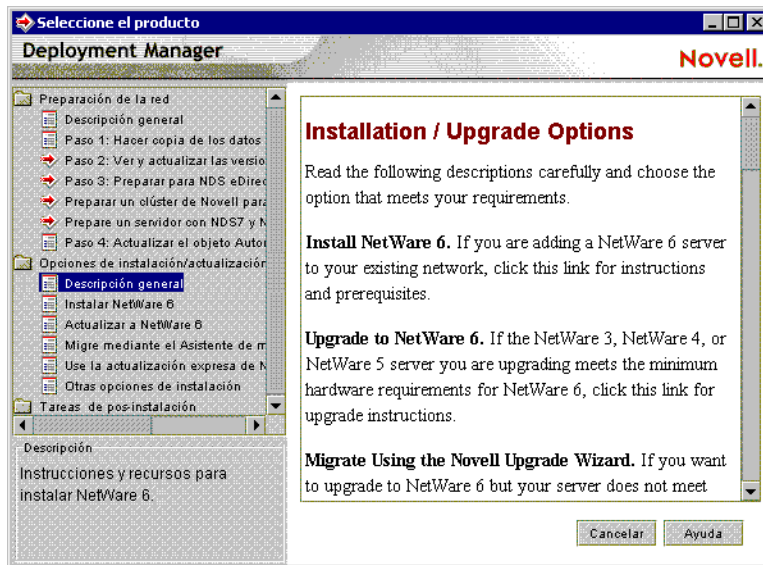 Seleccione el producto
Deployment Manager
Novell.
Preparación de la red
Descripción general
Paso 1: Hacer copia de los datos
Paso 2: Ver y actualizar las versio
Paso 3: Preparar para NDS eDirec
Preparar un clúster de Novell para
Prepare un servidor con NDS7 y N
Paso 4: Actualizar el objeto Autor
Opciones de instalación/actualización
Descripción general
Instalar NetWare 6
Actualizar a NetWare 6
Migre mediante el Asistente de m
Use la actualización expresa de N
Otras opciones de instalación
Tareas de pos-instalación
Descripción
Instrucciones y recursos para
instalar NetWare 6.
Installation / Upgrade Options
Read the following descriptions carefully and choose the
option that meets your requirements.
Install NetWare 6. If you are adding a NetWare 6 server
to your existing network, click this link for instructions
and prerequisites.
Upgrade to NetWare 6. If the NetWare 3, NetWare 4, or
NetWare 5 server you are upgrading meets the minimum
hardware requirements for NetWare 6, click this link for
upgrade instructions.
Migrate Using the Novell Upgrade Wizard. If you want
to upgrade to NetWare 6 but your server does not meet
Cancelar
Ayuda